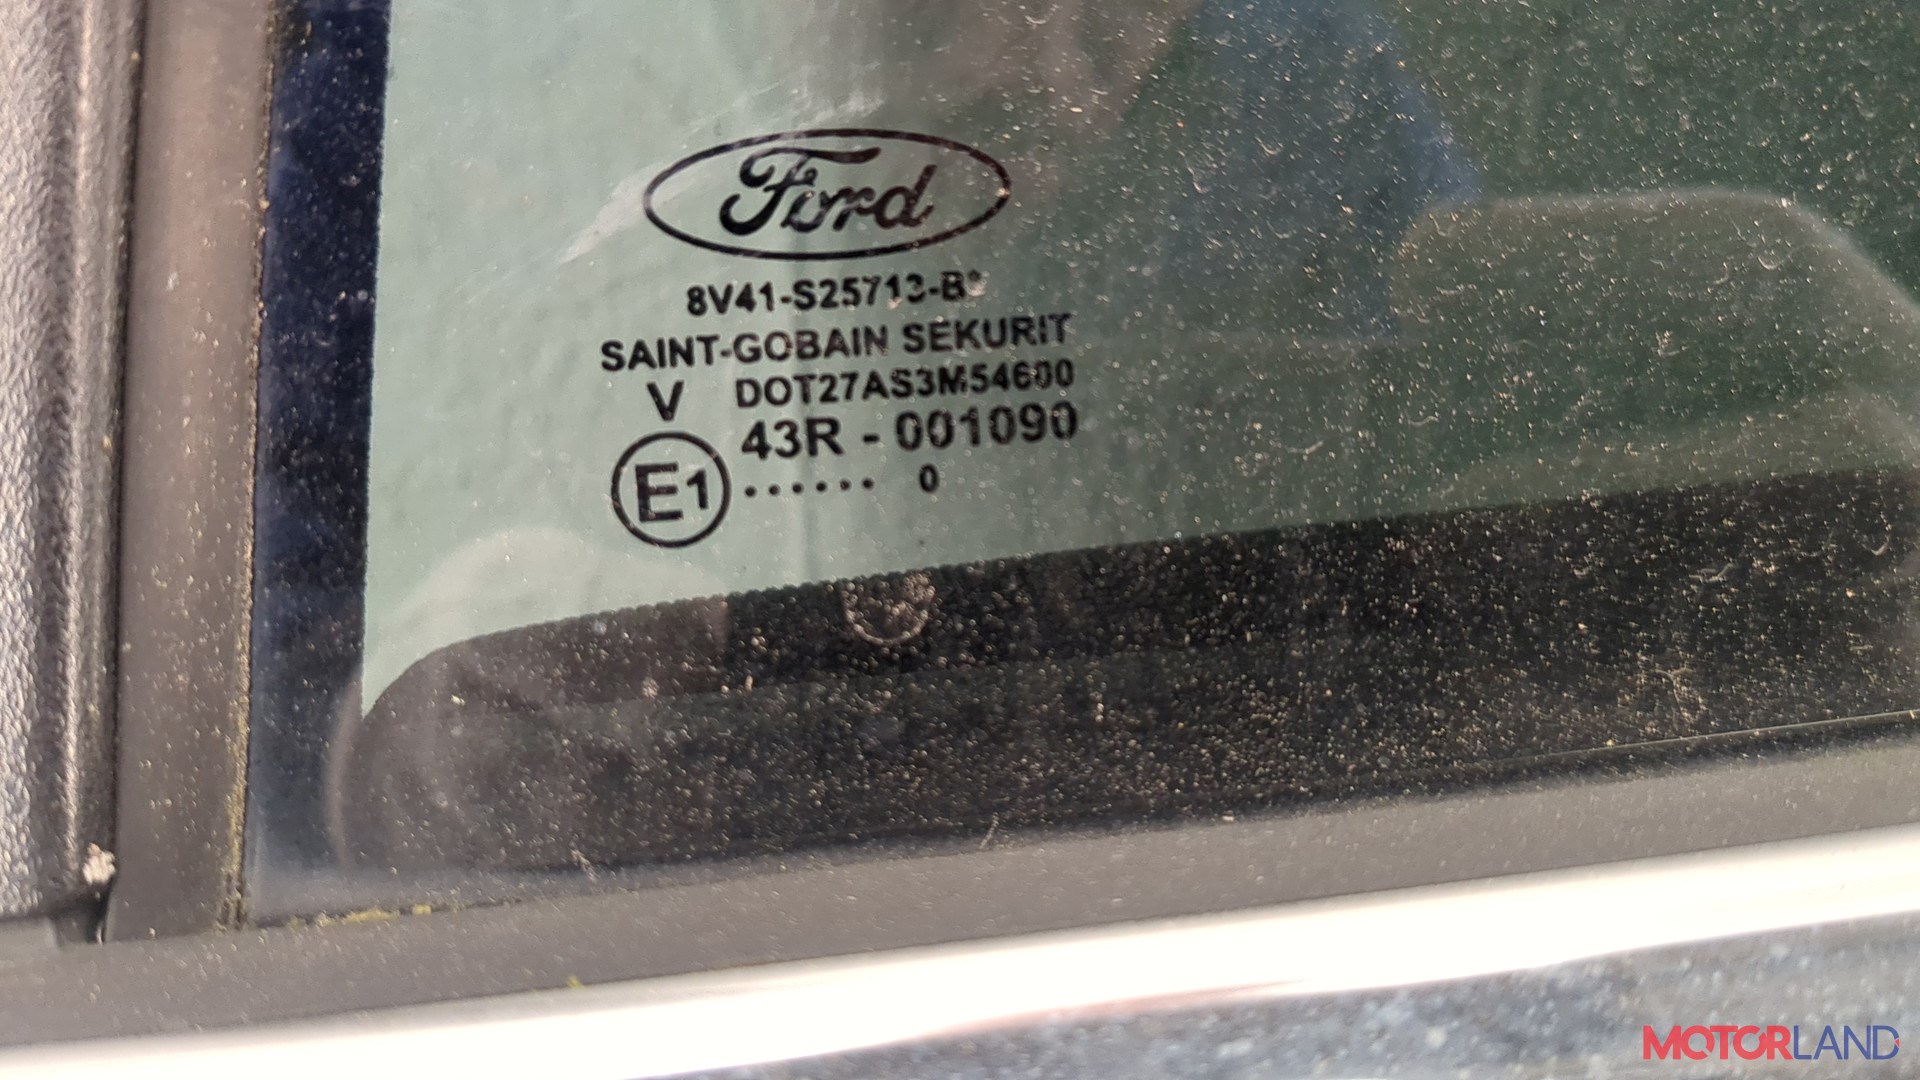 Ford
8V41-S25713-B*
SAINT-GOBAIN SEKURIT
V DOT27AS3M54600
43R - 001090
E1 ...... 0
MOTORLAND